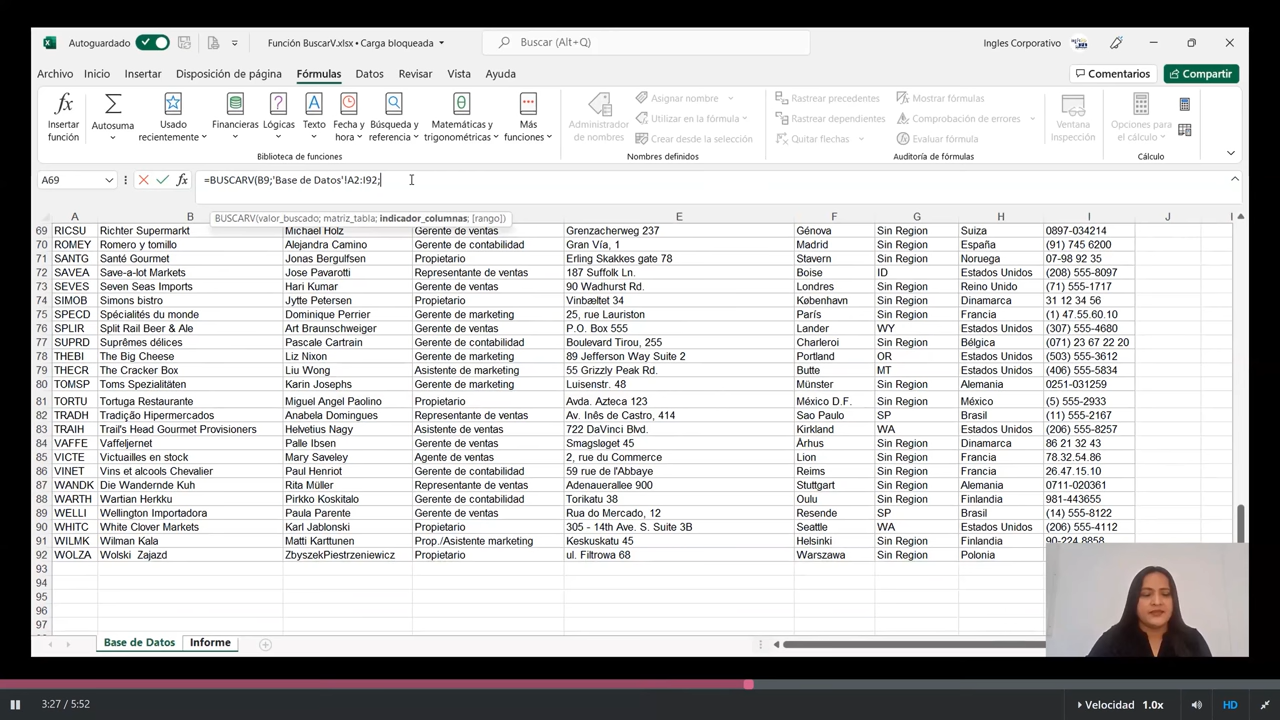 Autoguardado Función BuscarV.xlsx • Carga bloqueada Buscar (Alt+Q) Ingles Corporativo
Archivo Inicio Insertar Disposición de página Fórmulas Datos Revisar Vista Ayuda Comentarios Compartir
Insertar función
Autosuma
Usado recientemente
Financieras
Lógicas
Texto
Fecha y hora
Búsqueda y referencia
Matemáticas y trigonométricas
Más funciones
Biblioteca de funciones
Administrador de nombres
Asignar nombre
Utilizar en la fórmula
Crear desde la selección
Nombres definidos
Rastrear precedentes
Rastrear dependientes
Quitar flechas
Mostrar fórmulas
Comprobación de errores
Evaluar fórmula
Auditoría de fórmulas
Ventana Inspección
Opciones para el cálculo
Cálculo
A69 fx =BUSCARV(B9;'Base de Datos'!A2:I92;
BUSCARV(valor_buscado; matriz_tabla; indicador_columnas; [rango])
A B C D E F G H I J
69 RICSU Richter Supermarkt Michael Holz Gerente de ventas Grenzacherweg 237 Génova Sin Region Suiza 0897-034214
70 ROMEY Romero y tomillo Alejandra Camino Gerente de contabilidad Gran Vía, 1 Madrid Sin Region España (91) 745 6200
71 SANTG Santé Gourmet Jonas Bergulfsen Propietario Erling Skakkes gate 78 Stavern Sin Region Noruega 07-98 92 35
72 SAVEA Save-a-lot Markets Jose Pavarotti Representante de ventas 187 Suffolk Ln. Boise ID Estados Unidos (208) 555-8097
73 SEVES Seven Seas Imports Hari Kumar Gerente de ventas 90 Wadhurst Rd. Londres Sin Region Reino Unido (71) 555-1717
74 SIMOB Simons bistro Jytte Petersen Propietario Vinbæltet 34 København Sin Region Dinamarca 31 12 34 56
75 SPECD Spécialités du monde Dominique Perrier Gerente de marketing 25, rue Lauriston París Sin Region Francia (1) 47.55.60.10
76 SPLIR Split Rail Beer & Ale Art Braunschweiger Gerente de ventas P.O. Box 555 Lander WY Estados Unidos (307) 555-4680
77 SUPRD Suprêmes délices Pascale Cartrain Gerente de contabilidad Boulevard Tirou, 255 Charleroi Sin Region Bélgica (071) 23 67 22 20
78 THEBI The Big Cheese Liz Nixon Gerente de marketing 89 Jefferson Way Suite 2 Portland OR Estados Unidos (503) 555-3612
79 THECR The Cracker Box Liu Wong Asistente de marketing 55 Grizzly Peak Rd. Butte MT Estados Unidos (406) 555-5834
80 TOMSP Toms Spezialitäten Karin Josephs Gerente de marketing Luisenstr. 48 Münster Sin Region Alemania 0251-031259
81 TORTU Tortuga Restaurante Miguel Angel Paolino Propietario Avda. Azteca 123 México D.F. Sin Region México (5) 555-2933
82 TRADH Tradição Hipermercados Anabela Domingues Representante de ventas Av. Inês de Castro, 414 Sao Paulo SP Brasil (11) 555-2167
83 TRAIH Trail's Head Gourmet Provisioners Helvetius Nagy Asistente de ventas 722 DaVinci Blvd. Kirkland WA Estados Unidos (206) 555-8257
84 VAFFE Vaffeljernet Palle Ibsen Gerente de ventas Smagsløget 45 Århus Sin Region Dinamarca 86 21 32 43
85 VICTE Victuailles en stock Mary Saveley Agente de ventas 2, rue du Commerce Lion Sin Region Francia 78.32.54.86
86 VINET Vins et alcools Chevalier Paul Henriot Gerente de contabilidad 59 rue de l'Abbaye Reims Sin Region Francia 26.47.15.10
87 WANDK Die Wandernde Kuh Rita Müller Representante de ventas Adenauerallee 900 Stuttgart Sin Region Alemania 0711-020361
88 WARTH Wartian Herkku Pirkko Koskitalo Gerente de contabilidad Torikatu 38 Oulu Sin Region Finlandia 981-443655
89 WELLI Wellington Importadora Paula Parente Gerente de ventas Rua do Mercado, 12 Resende SP Brasil (14) 555-8122
90 WHITC White Clover Markets Karl Jablonski Propietario 305 - 14th Ave. S. Suite 3B Seattle WA Estados Unidos (206) 555-4112
91 WILMK Wilman Kala Matti Karttunen Prop./Asistente marketing Keskuskatu 45 Helsinki Sin Region Finlandia 90-224 8858
92 WOLZA Wolski Zajazd ZbyszekPiestrzeniewicz Propietario ul. Filtrowa 68 Warszawa Sin Region Polonia
93
94
95
96
Base de Datos Informe
3:27 / 5:52 Velocidad 1.0x HD